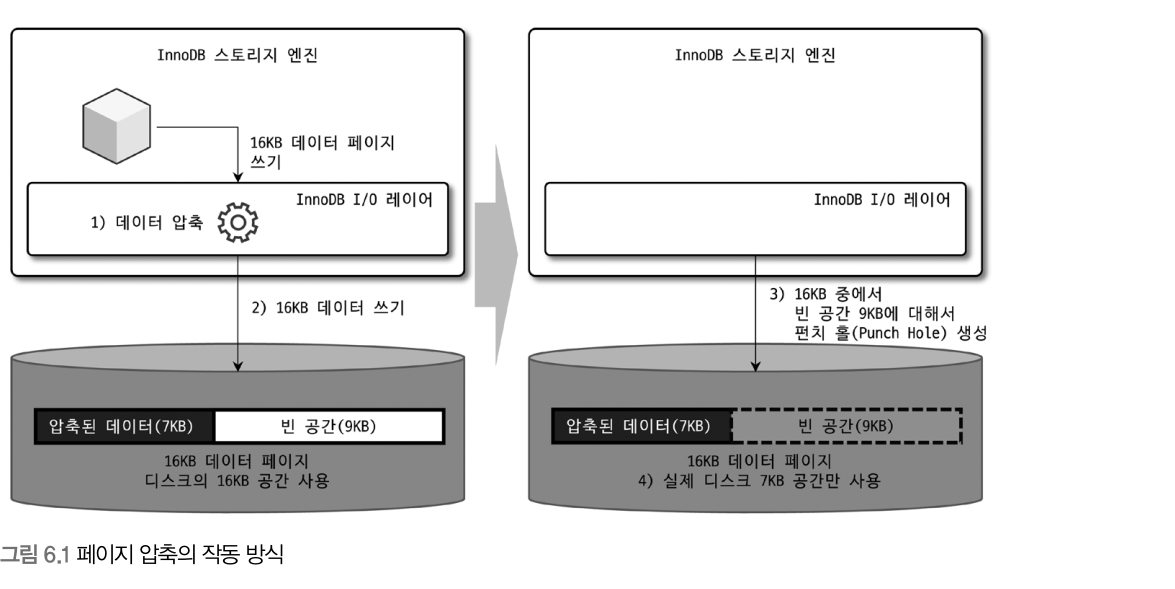 InnoDB 스토리지 엔진
16KB 데이터 페이지
쓰기
InnoDB I/O 레이어
1) 데이터 압축
2) 16KB 데이터 쓰기
압축된 데이터(7KB)
빈 공간(9KB)
16KB 데이터 페이지
디스크의 16KB 공간 사용
InnoDB 스토리지 엔진
InnoDB I/O 레이어
3) 16KB 중에서
빈 공간 9KB에 대해서
펀치 홀(Punch Hole) 생성
압축된 데이터(7KB)
빈 공간(9KB)
16KB 데이터 페이지
4) 실제 디스크 7KB 공간만 사용
그림 6.1 페이지 압축의 작동 방식